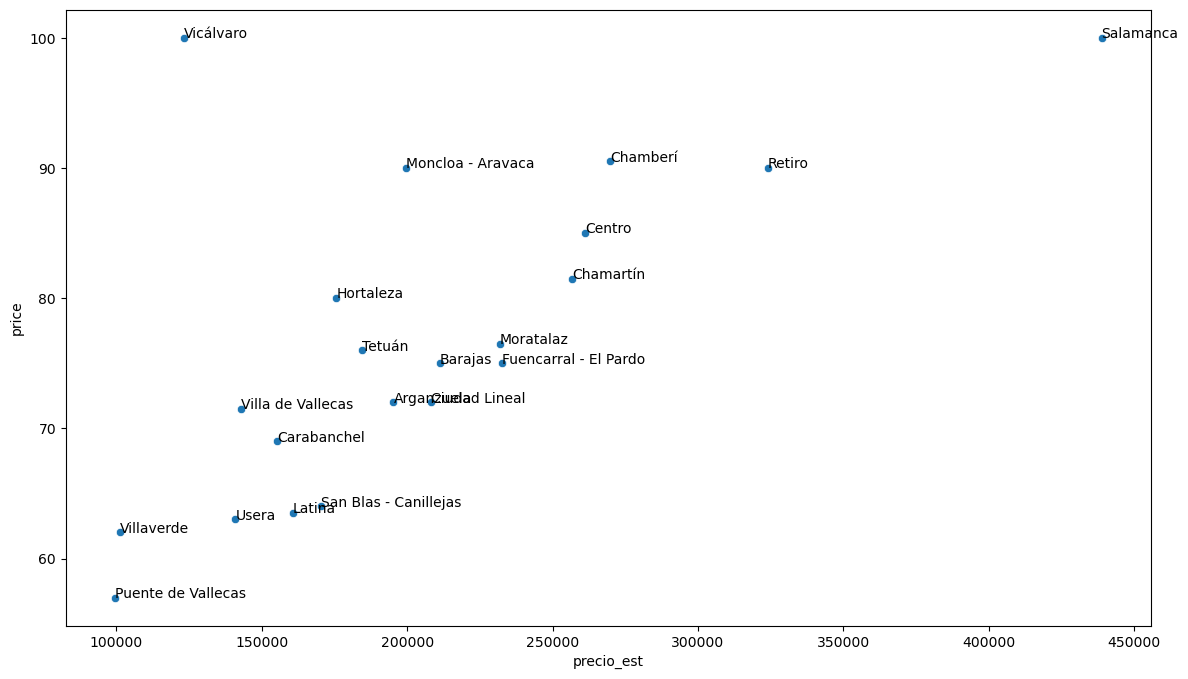 100
Vicálvaro
Salamanca
90
Moncloa - Aravaca
Chamberí
Retiro
Centro
Chamartín
80
Hortaleza
Tetuán
Moratalaz
Barajas
Fuencarral - El Pardo
Arganzuela
Ciudad Lineal
Villa de Vallecas
70
Carabanchel
San Blas - Canillejas
Latina
Usera
Villaverde
60
Puente de Vallecas
price
100000
150000
200000
250000
300000
350000
400000
450000
precio_est